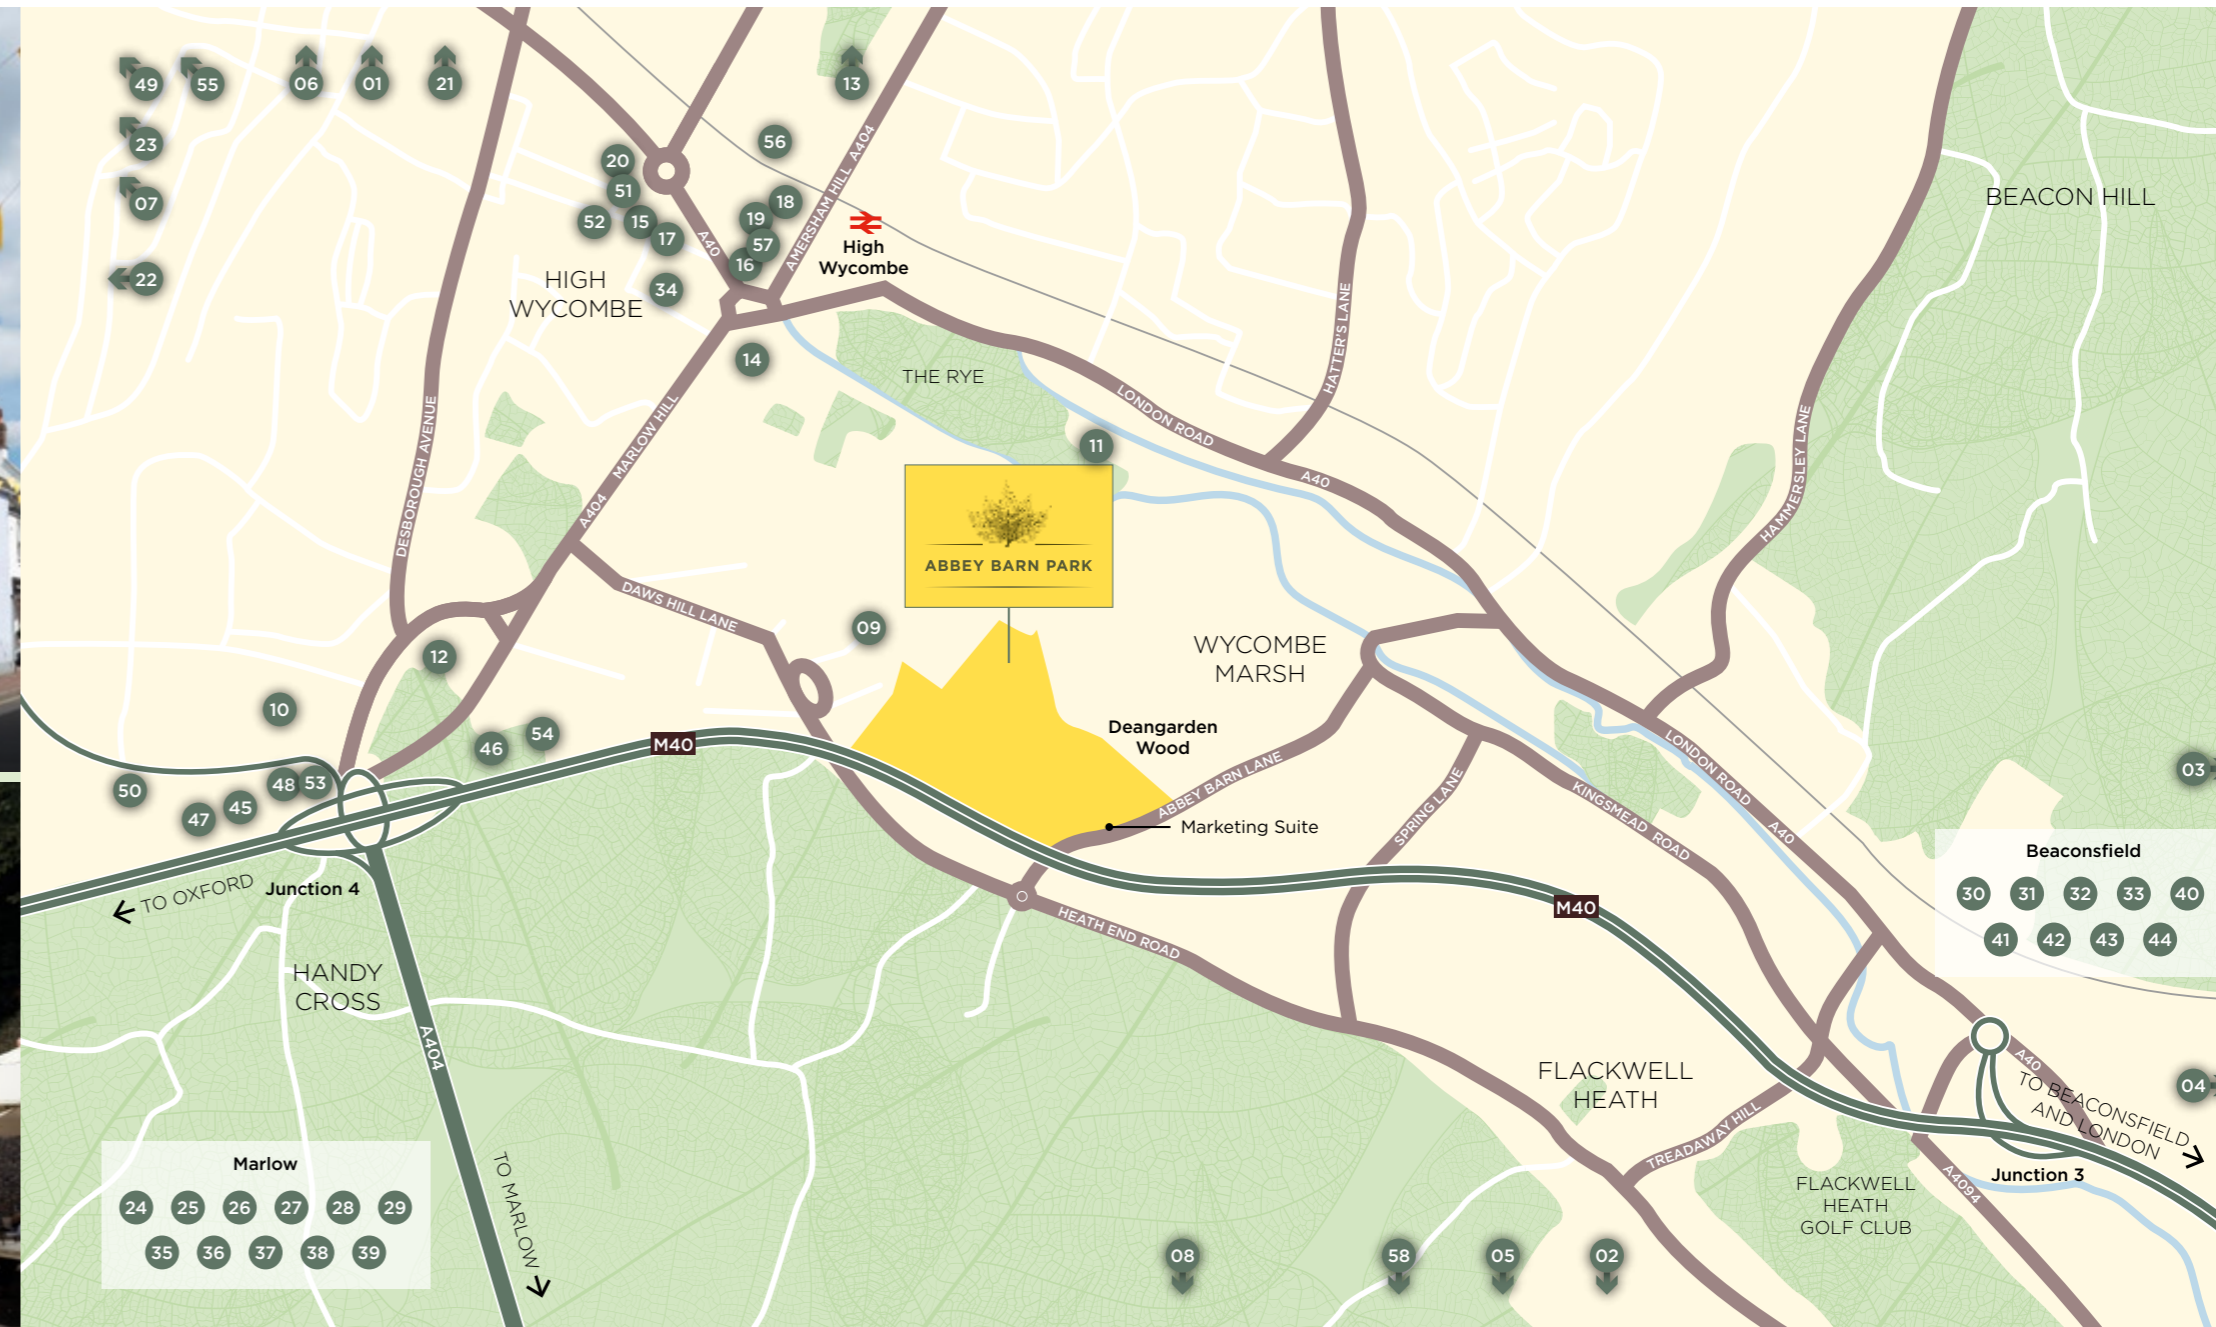 49
55
06
01
21
13
23
07
22
20
51
52
15
17
56
18
19
57
16
34
14
A40
AMERSHAM HILL A404
High
Wycombe
HIGH
WYCOMBE
BEACON HILL
THE RYE
11
LONDON ROAD
A40
HATTER'S LANE
HAMMERSLEY LANE
DESBOROUGH AVENUE
A404 MARLOW HILL
ABBEY BARN PARK
DAWS HILL LANE
09
12
10
46
54
50
47
45
48
53
M40
WYCOMBE
MARSH
Deangarden
Wood
ABBEY BARN LANE
Marketing Suite
SPRING LANE
KINGSMEAD ROAD
LONDON ROAD
A40
03
Beaconsfield
30 31 32 33 40
41 42 43 44
TO OXFORD
Junction 4
HANDY
CROSS
A404
HEATH END ROAD
M40
FLACKWELL
HEATH
TREADAWAY HILL
A40
04
TO BEACONSFIELD
AND LONDON
Junction 3
A4094
FLACKWELL
HEATH
GOLF CLUB
Marlow
24 25 26 27 28 29
35 36 37 38 39
TO MARLOW
08
58
05
02